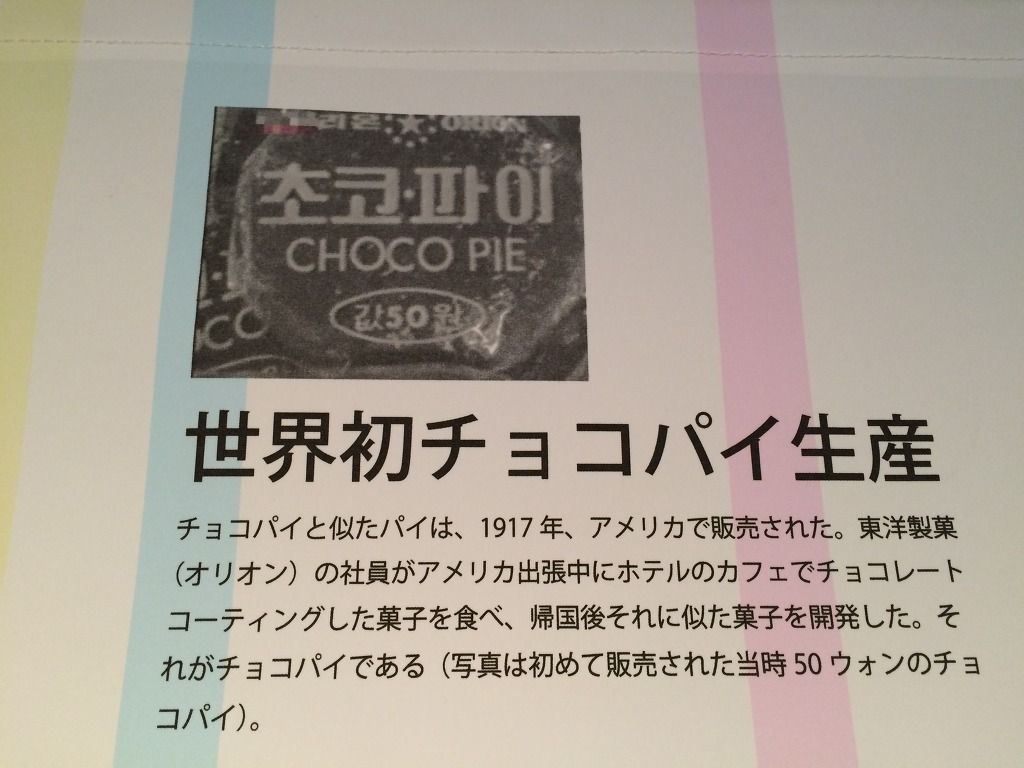 ORION
초코·파이
CHOCO PIE
값50원
世界初チョコパイ生産
チョコパイと似たパイは、1917 年、アメリカで販売された。東洋製菓
（オリオン）の社員がアメリカ出張中にホテルのカフェでチョコレート
コーティングした菓子を食べ、帰国後それに似た菓子を開発した。そ
れがチョコパイである（写真は初めて販売された当時 50 ウォンのチョ
コパイ）。